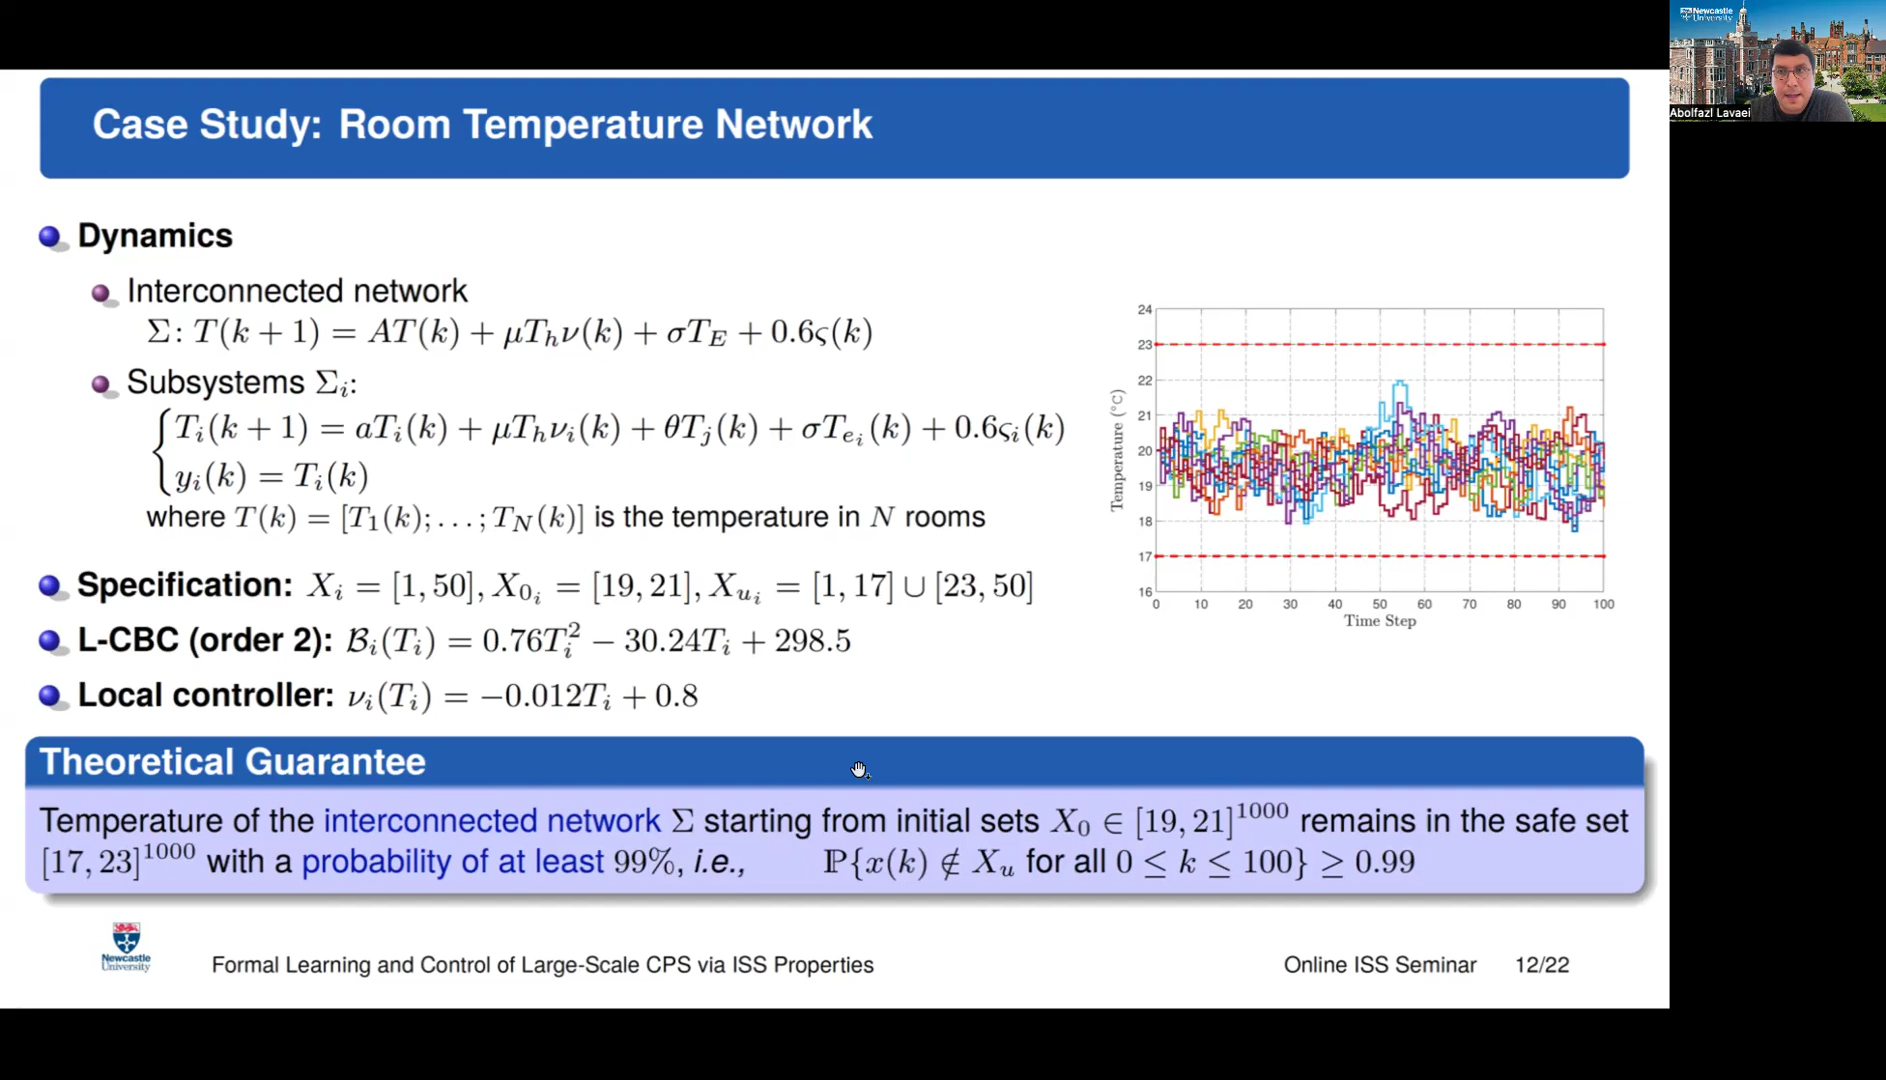 Newcastle
University
Abolfazl Lavaei
Case Study: Room Temperature Network
Dynamics
Interconnected network
Σ: T(k + 1) = AT(k) + μT_hν(k) + σT_E + 0.6ς(k)
Subsystems Σ_i:
{T_i(k + 1) = aT_i(k) + μT_hν_i(k) + θT_j(k) + σT_{e_i}(k) + 0.6ς_i(k)
y_i(k) = T_i(k)
where T(k) = [T_1(k); . . . ; T_N(k)] is the temperature in N rooms
Specification: X_i = [1, 50], X_{0_i} = [19, 21], X_{u_i} = [1, 17] ∪ [23, 50]
L-CBC (order 2): ℬ_i(T_i) = 0.76T_i^2 − 30.24T_i + 298.5
Local controller: ν_i(T_i) = −0.012T_i + 0.8
24
23
22
21
20
19
18
17
16
Temperature (°C)
0 10 20 30 40 50 60 70 80 90 100
Time Step
Theoretical Guarantee
Temperature of the interconnected network Σ starting from initial sets X_0 ∈ [19, 21]^{1000} remains in the safe set
[17, 23]^{1000} with a probability of at least 99%, i.e., ℙ{x(k) ∉ X_u for all 0 ≤ k ≤ 100} ≥ 0.99
Newcastle
University
Formal Learning and Control of Large-Scale CPS via ISS Properties
Online ISS Seminar 12/22